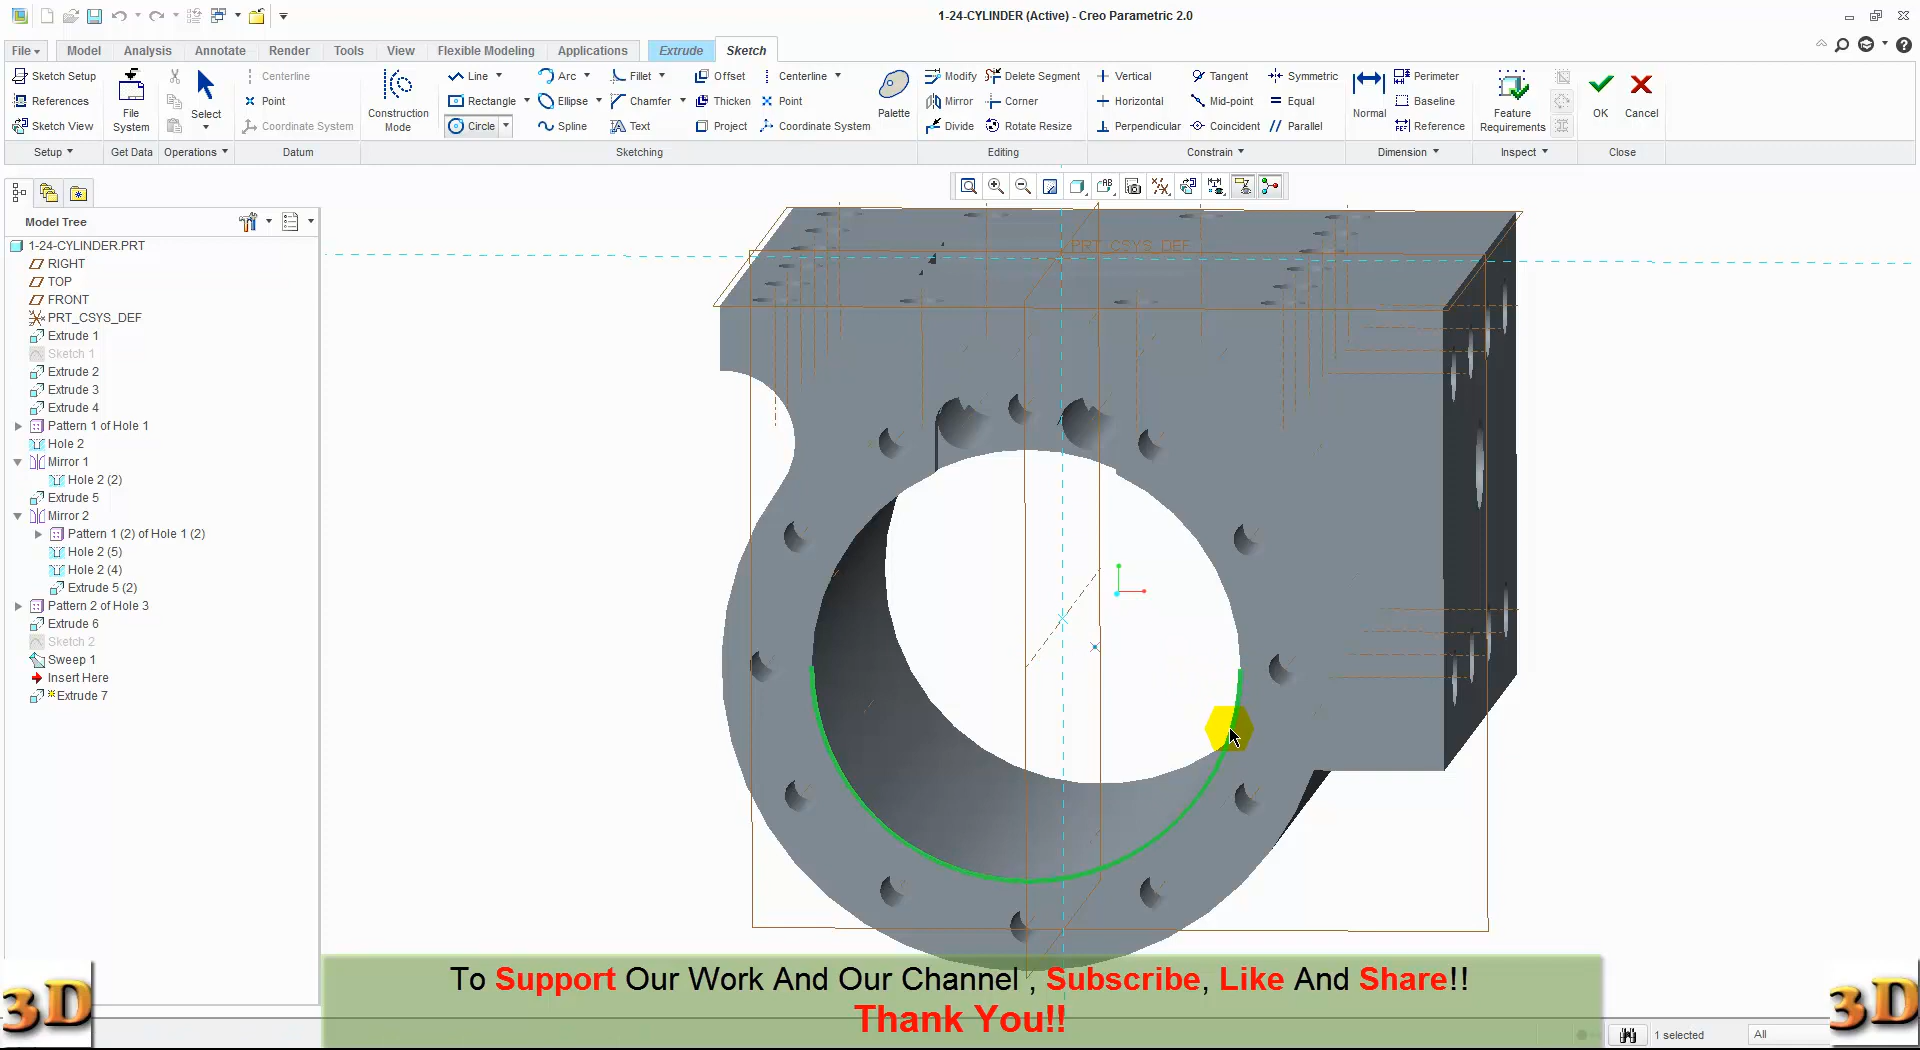 1-24-CYLINDER (Active) - Creo Parametric 2.0
File Model Analysis Annotate Render Tools View Flexible Modeling Applications Extrude Sketch
Sketch Setup
References
Sketch View
Setup
File System
Get Data
Select
Operations
Centerline
Point
Coordinate System
Datum
Construction Mode
Line Arc Fillet Offset Centerline
Rectangle Ellipse Chamfer Thicken Point
Circle Spline Text Project Coordinate System
Palette
Sketching
Modify Delete Segment
Mirror Corner
Divide Rotate Resize
Editing
Vertical Tangent Symmetric
Horizontal Mid-point Equal
Perpendicular Coincident Parallel
Constrain
Normal
Perimeter
Baseline
Reference
Dimension
Feature Requirements
Inspect
OK
Cancel
Close
Model Tree
1-24-CYLINDER.PRT
RIGHT
TOP
FRONT
PRT_CSYS_DEF
Extrude 1
Sketch 1
Extrude 2
Extrude 3
Extrude 4
Pattern 1 of Hole 1
Hole 2
Mirror 1
Hole 2 (2)
Extrude 5
Mirror 2
Pattern 1 (2) of Hole 1 (2)
Hole 2 (5)
Hole 2 (4)
Extrude 5 (2)
Pattern 2 of Hole 3
Extrude 6
Sketch 2
Sweep 1
Insert Here
Extrude 7
PRT_CSYS_DEF
To Support Our Work And Our Channel , Subscribe, Like And Share!!
Thank You!!
3D
3D
1 selected
All